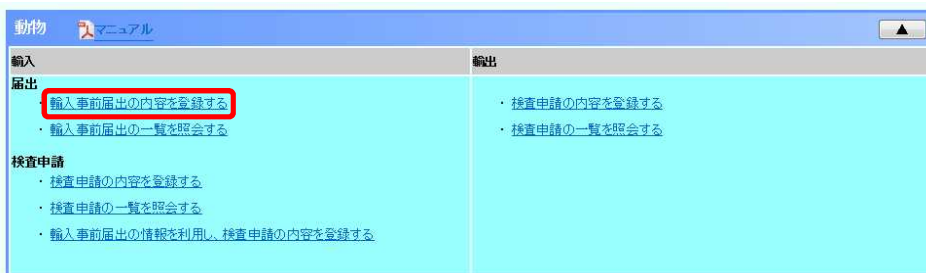 動物 マニュアル ▲
輸入 輸出
届出
・ 輸入事前届出の内容を登録する ・ 検査申請の内容を登録する
・ 輸入事前届出の一覧を照会する ・ 検査申請の一覧を照会する
検査申請
・ 検査申請の内容を登録する
・ 検査申請の一覧を照会する
・ 輸入事前届出の情報を利用し、検査申請の内容を登録する